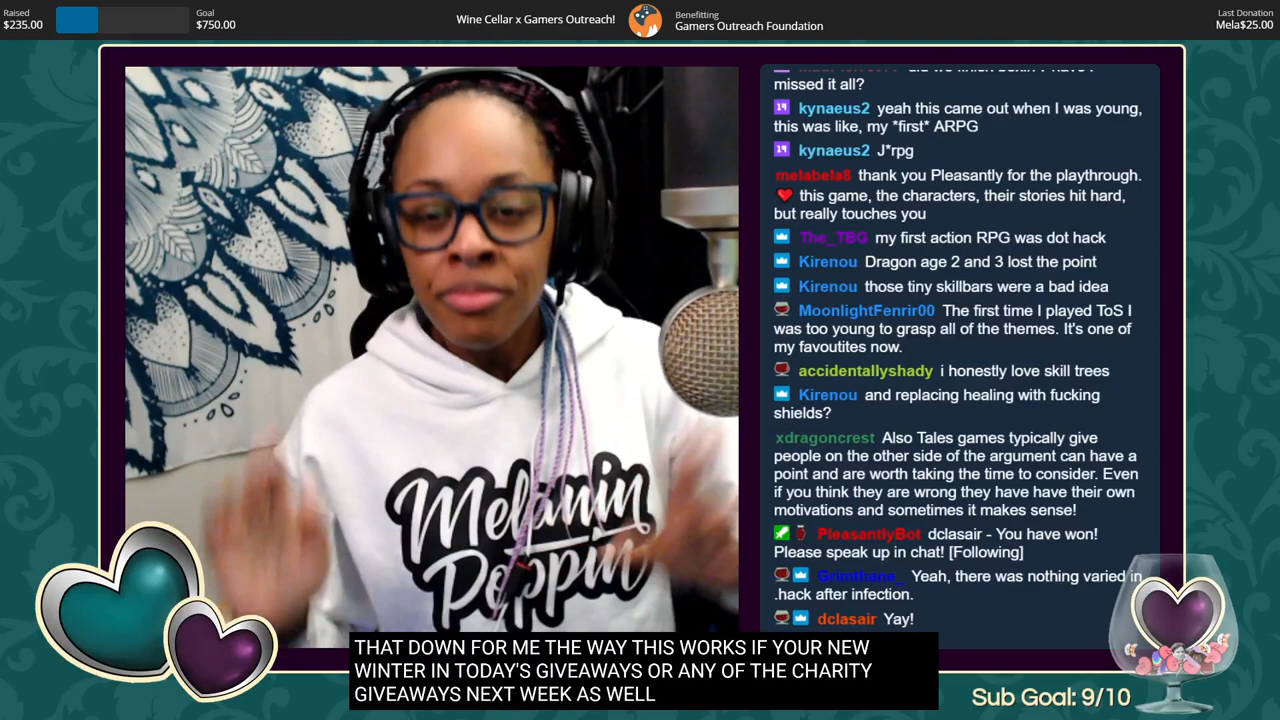 Raised
$235.00
Goal
$750.00
Wine Cellar x Gamers Outreach!
Benefitting
Gamers Outreach Foundation
Last Donation
Mela$25.00
missed it all?
19 kynaeus2 yeah this came out when I was young,
this was like, my *first* ARPG
19 kynaeus2 J*rpg
melabela8 thank you Pleasantly for the playthrough.
this game, the characters, their stories hit hard,
but really touches you
The_TBG my first action RPG was dot hack
Kirenou Dragon age 2 and 3 lost the point
Kirenou those tiny skillbars were a bad idea
MoonlightFenrir00 The first time I played ToS I
was too young to grasp all of the themes. It's one of
my favoutites now.
accidentallyshady i honestly love skill trees
Kirenou and replacing healing with fucking
shields?
xdragoncrest Also Tales games typically give
people on the other side of the argument can have a
point and are worth taking the time to consider. Even
if you think they are wrong they have have their own
motivations and sometimes it makes sense!
PleasantlyBot dclasair - You have won!
Please speak up in chat! [Following]
Grimthane_ Yeah, there was nothing varied in
.hack after infection.
dclasair Yay!
Melanin
Poppin
THAT DOWN FOR ME THE WAY THIS WORKS IF YOUR NEW
WINTER IN TODAY'S GIVEAWAYS OR ANY OF THE CHARITY
GIVEAWAYS NEXT WEEK AS WELL
Sub Goal: 9/10